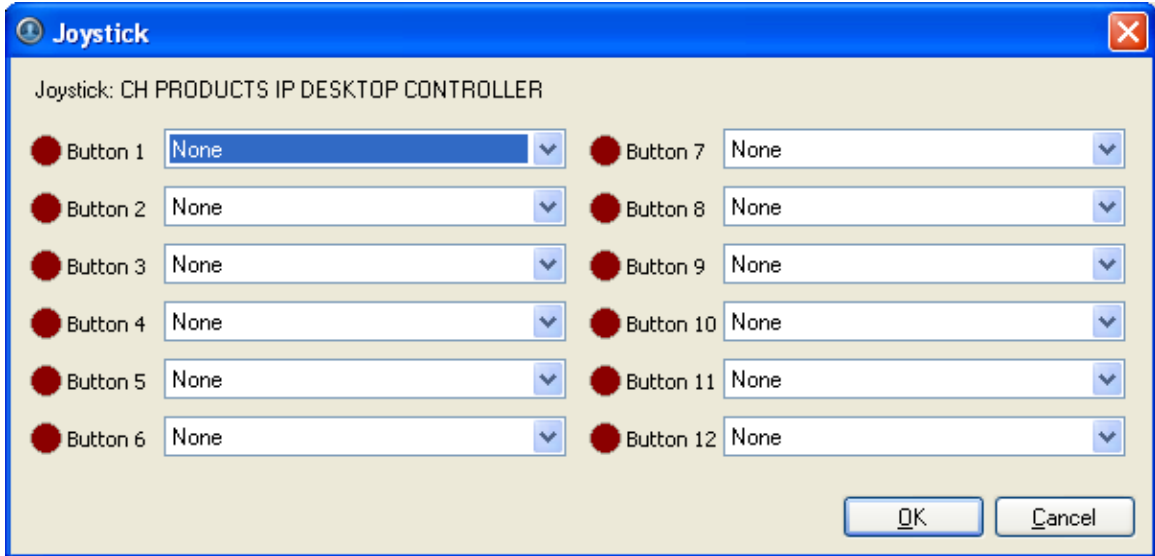 Joystick
Joystick: CH PRODUCTS IP DESKTOP CONTROLLER
Button 1 None
Button 2 None
Button 3 None
Button 4 None
Button 5 None
Button 6 None
Button 7 None
Button 8 None
Button 9 None
Button 10 None
Button 11 None
Button 12 None
OK Cancel